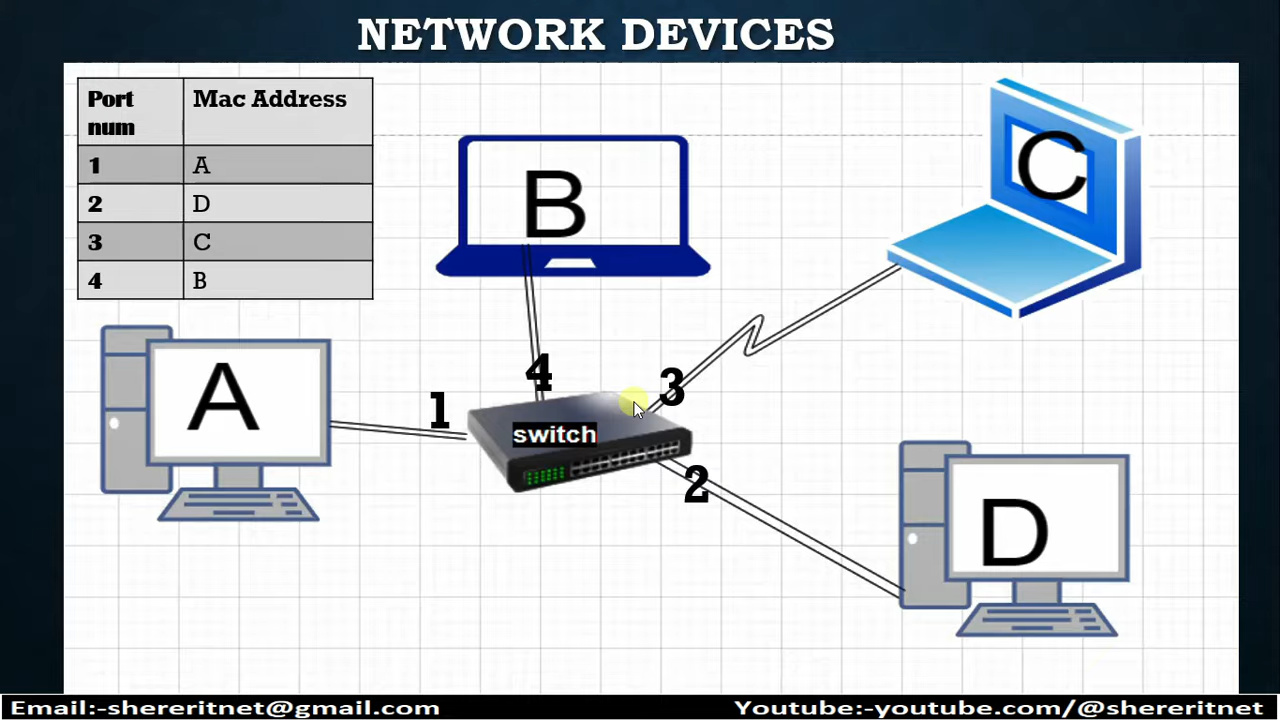 NETWORK DEVICES
Port num Mac Address
1 A
2 D
3 C
4 B
B
C
A
1
4
3
switch
2
D
Email:-shereritnet@gmail.com
Youtube:-youtube.com/@shereritnet